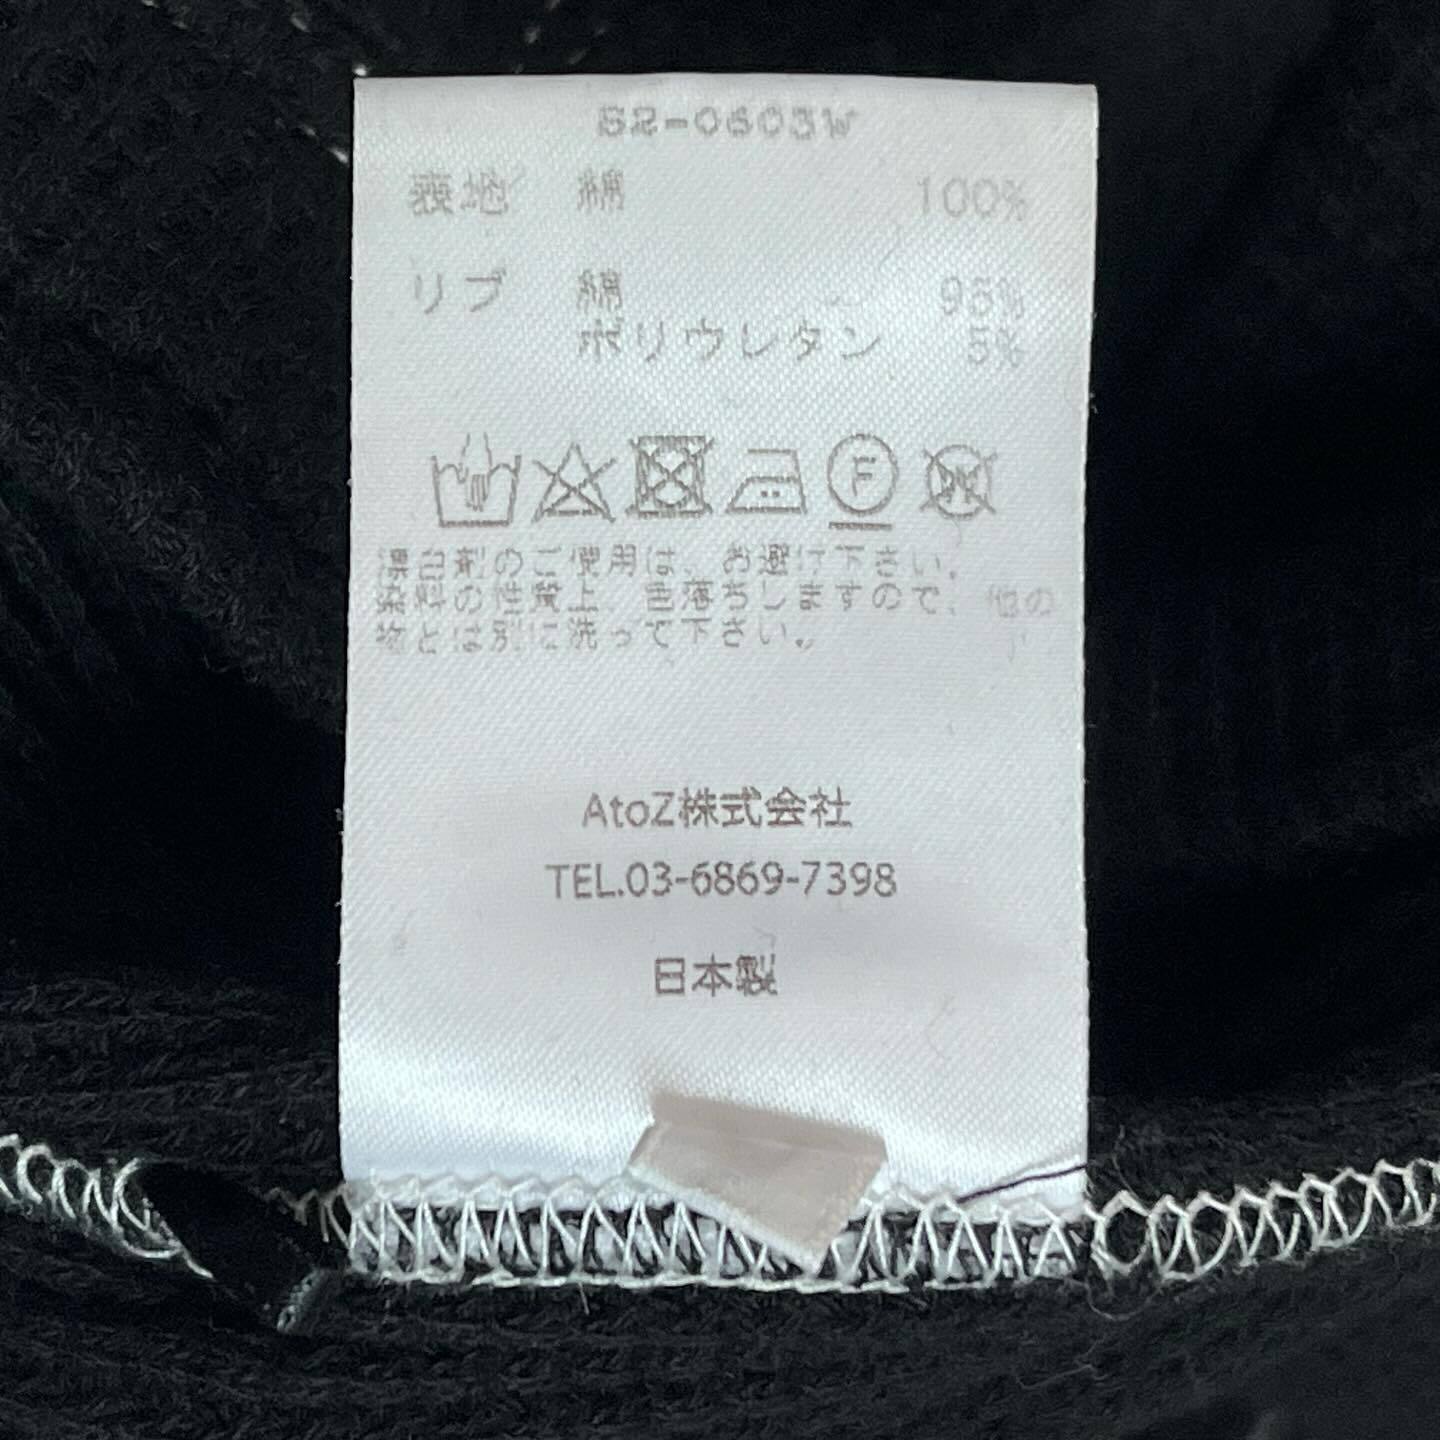 S2-0603W
表地 綿 100%
リブ 綿 95%
ポリウレタン 5%
F
漂白剤のご使用は、お避け下さい。
染料の性質上、色落ちしますので、他の
物とは別に洗って下さい。
AtoZ株式会社
TEL.03-6869-7398
日本製